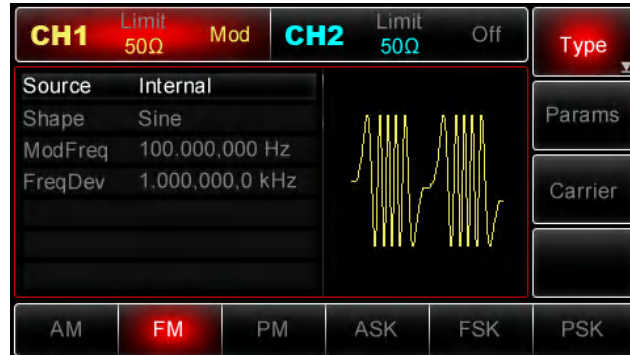 CH1 Limit 50Ω Mod CH2 Limit 50Ω Off Type
Source Internal
Shape Sine
ModFreq 100.000,000 Hz
FreqDev 1.000,000,0 kHz
Params
Carrier
AM FM PM ASK FSK PSK